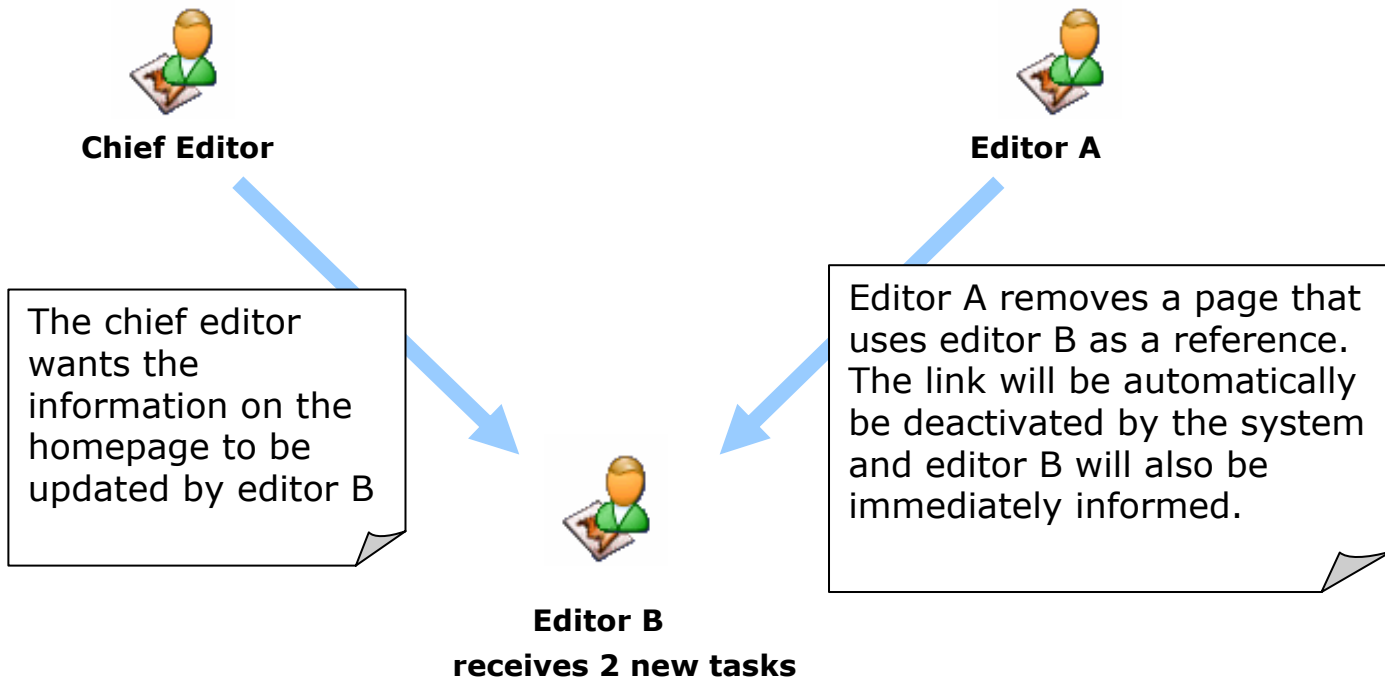 Chief Editor
Editor A
The chief editor
wants the
information on the
homepage to be
updated by editor B
Editor A removes a page that
uses editor B as a reference.
The link will be automatically
be deactivated by the system
and editor B will also be
immediately informed.
Editor B
receives 2 new tasks